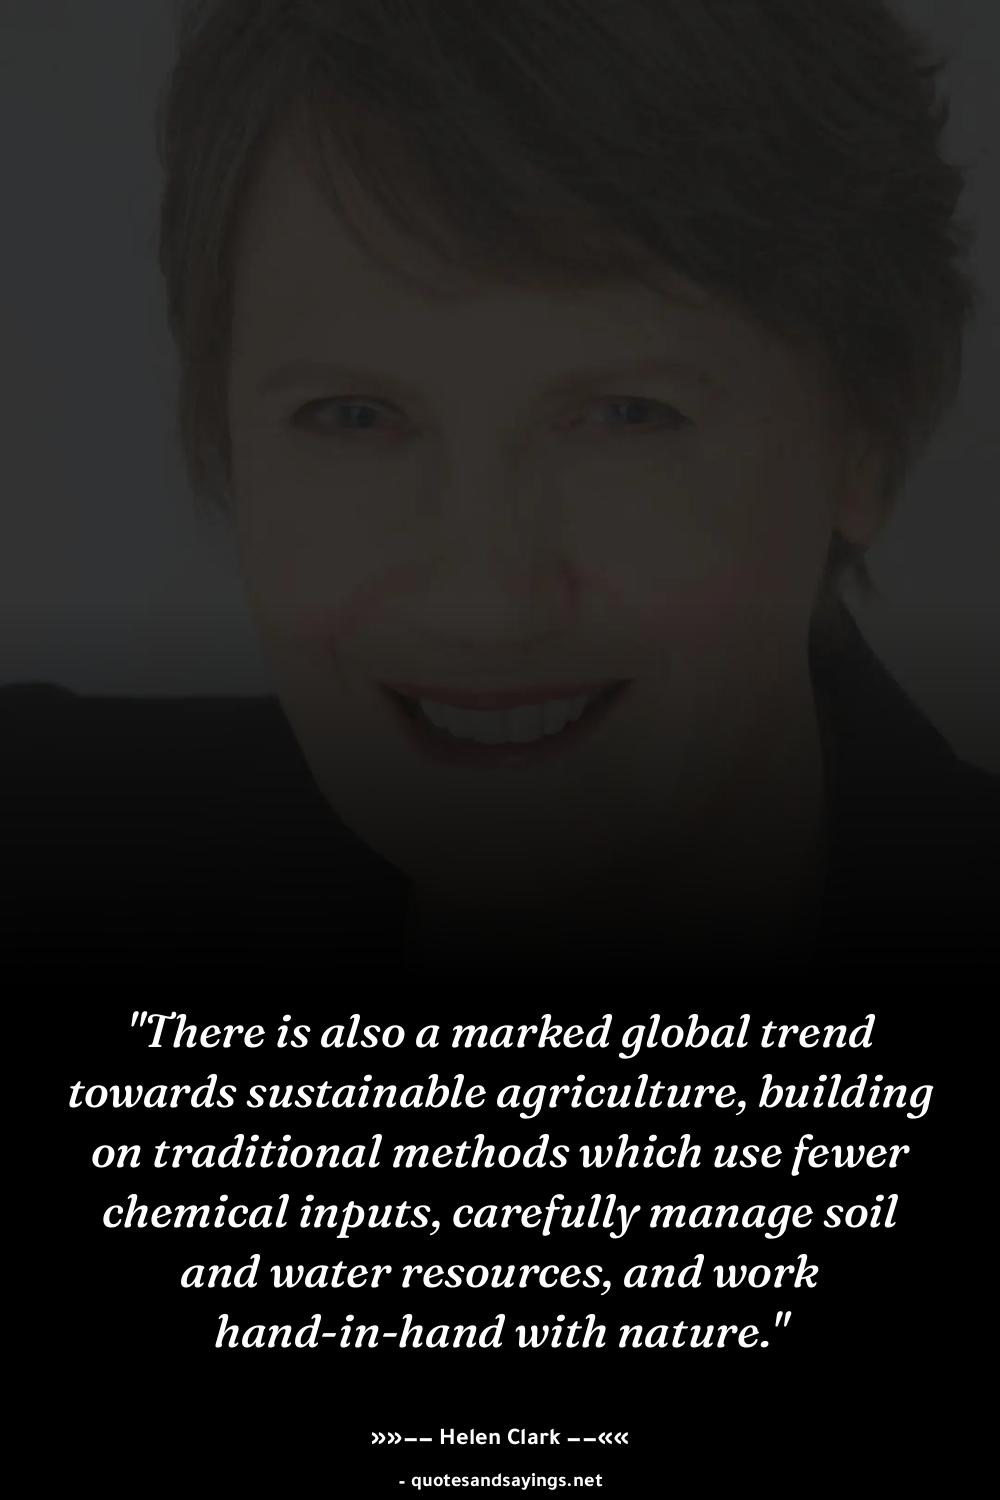 "There is also a marked global trend
towards sustainable agriculture, building
on traditional methods which use fewer
chemical inputs, carefully manage soil
and water resources, and work
hand-in-hand with nature."
»»–– Helen Clark ––««
- quotesandsayings.net